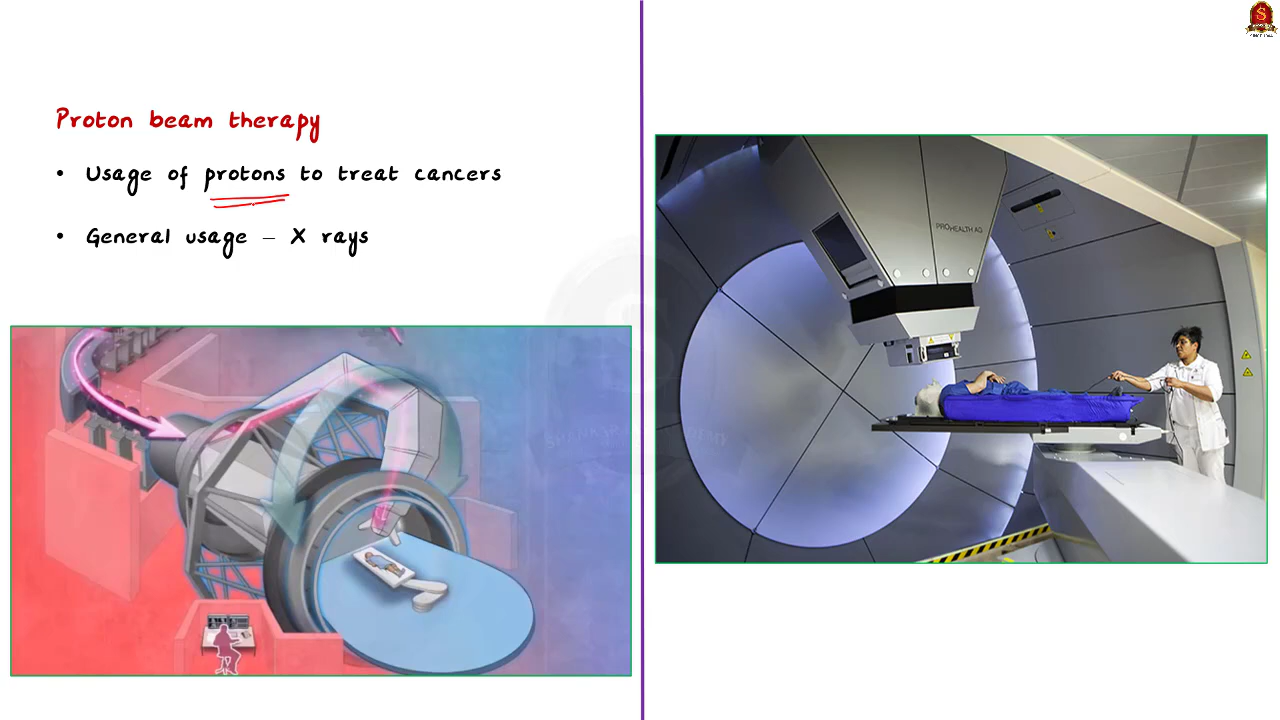 Proton beam therapy
• Usage of protons to treat cancers
• General usage – X rays
PROHEALTH AG